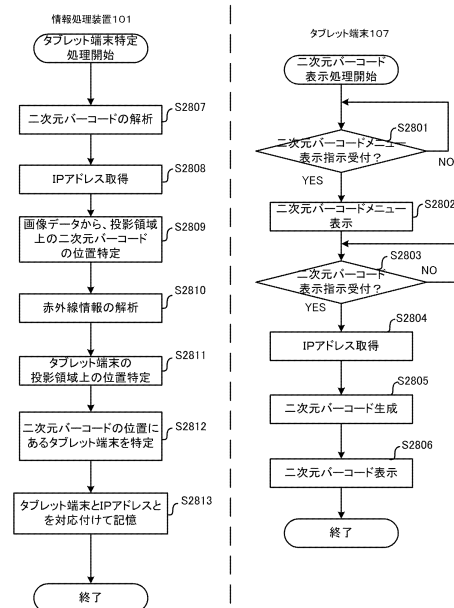 情報処理装置101
タブレット端末特定
処理開始
S2807
二次元バーコードの解析
S2808
IPアドレス取得
S2809
画像データから、投影領域
上の二次元バーコード
の位置特定
S2810
赤外線情報の解析
S2811
タブレット端末の
投影領域上の位置特定
S2812
二次元バーコードの位置に
あるタブレット端末を特定
S2813
タブレット端末とIPアドレスと
を対応付けて記憶
終了
タブレット端末107
二次元バーコード
表示処理開始
S2801
二次元バーコードメニュー
表示指示受付？
NO
YES
S2802
二次元バーコードメニュー
表示
S2803
二次元バーコード
表示指示受付？
NO
YES
S2804
IPアドレス取得
S2805
二次元バーコード生成
S2806
二次元バーコード表示
終了